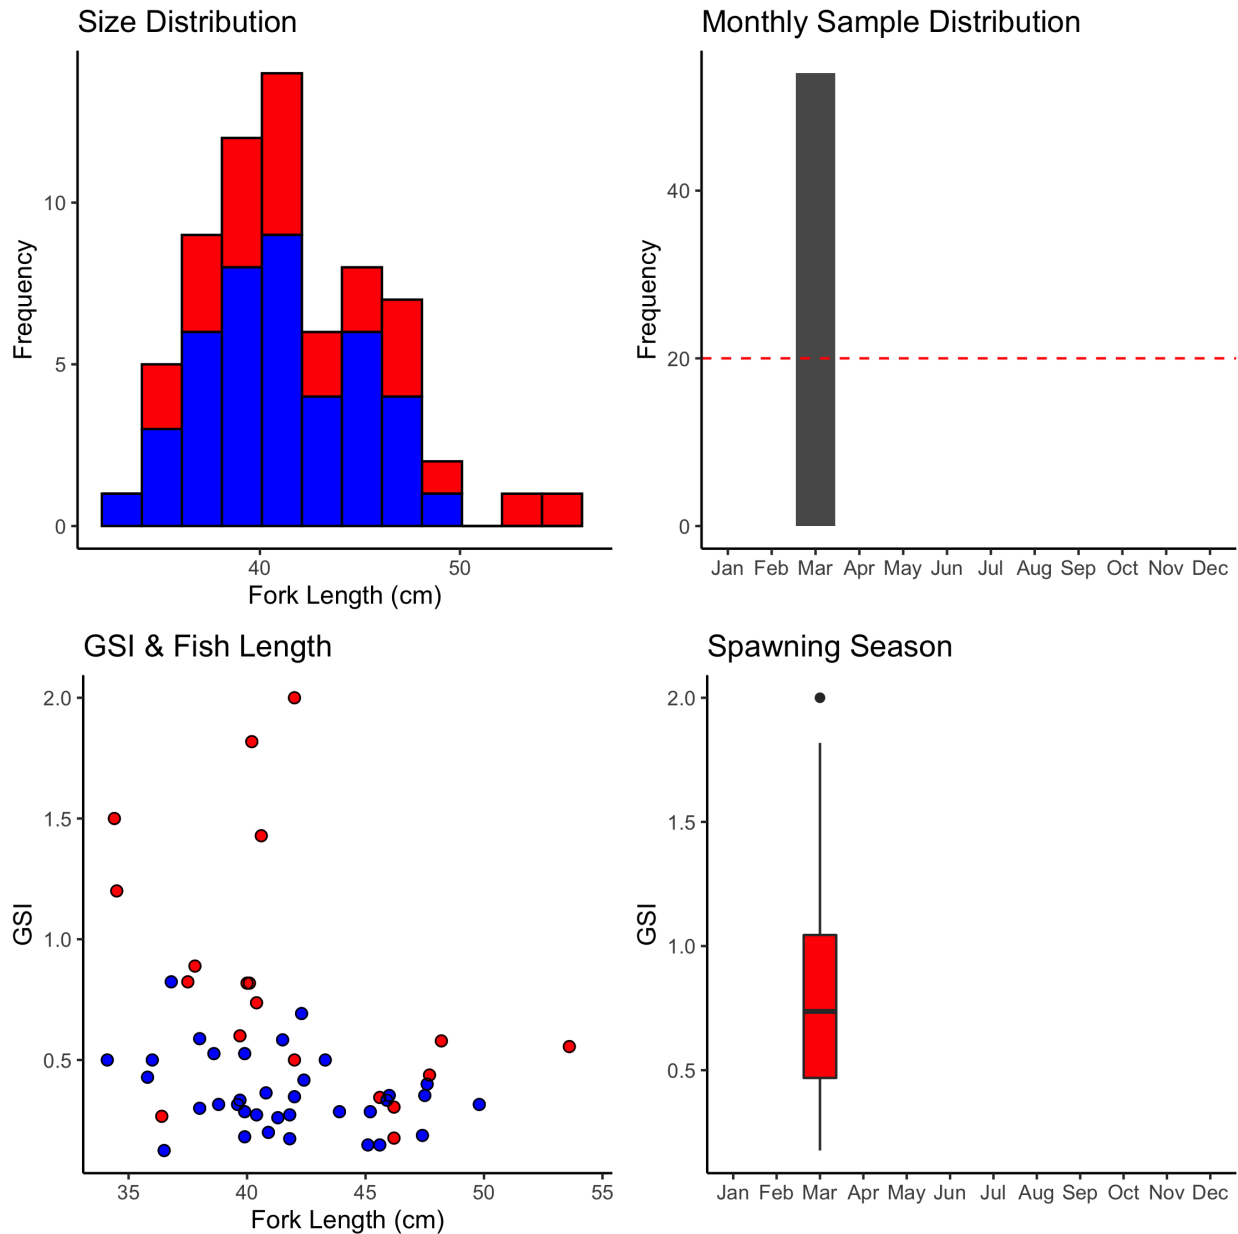 Size Distribution
Frequency
10
5
0
40 50
Fork Length (cm)
Monthly Sample Distribution
Frequency
40
20
0
Jan Feb Mar Apr May Jun Jul Aug Sep Oct Nov Dec
GSI & Fish Length
GSI
2.0
1.5
1.0
0.5
35 40 45 50 55
Fork Length (cm)
Spawning Season
GSI
2.0
1.5
1.0
0.5
Jan Feb Mar Apr May Jun Jul Aug Sep Oct Nov Dec